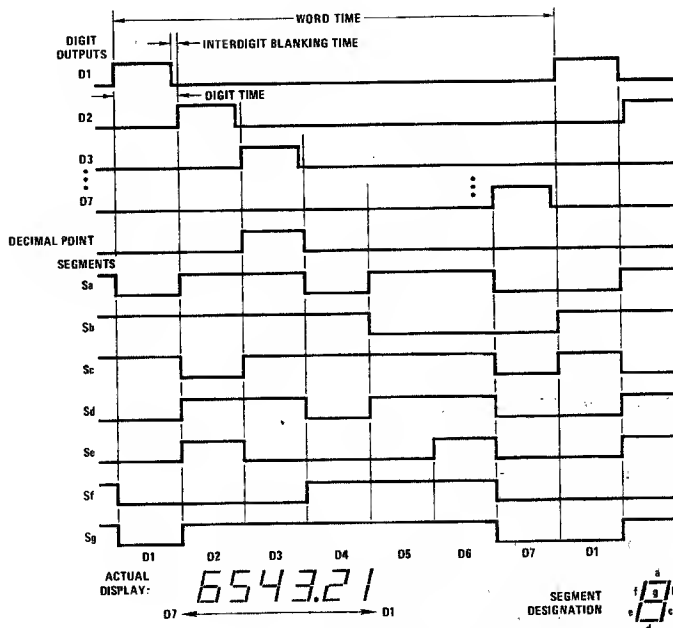 WORD TIME
DIGIT
OUTPUTS
INTERDIGIT BLANKING TIME
D1
DIGIT TIME
D2
D3
D7
DECIMAL POINT
SEGMENTS
Sa
Sb
Sc
Sd
Se
Sf
Sg
D1 D2 D3 D4 D5 D6 D7 D1
ACTUAL
DISPLAY:
6543.21
D7 D1
SEGMENT
DESIGNATION
a
f g
e c
d